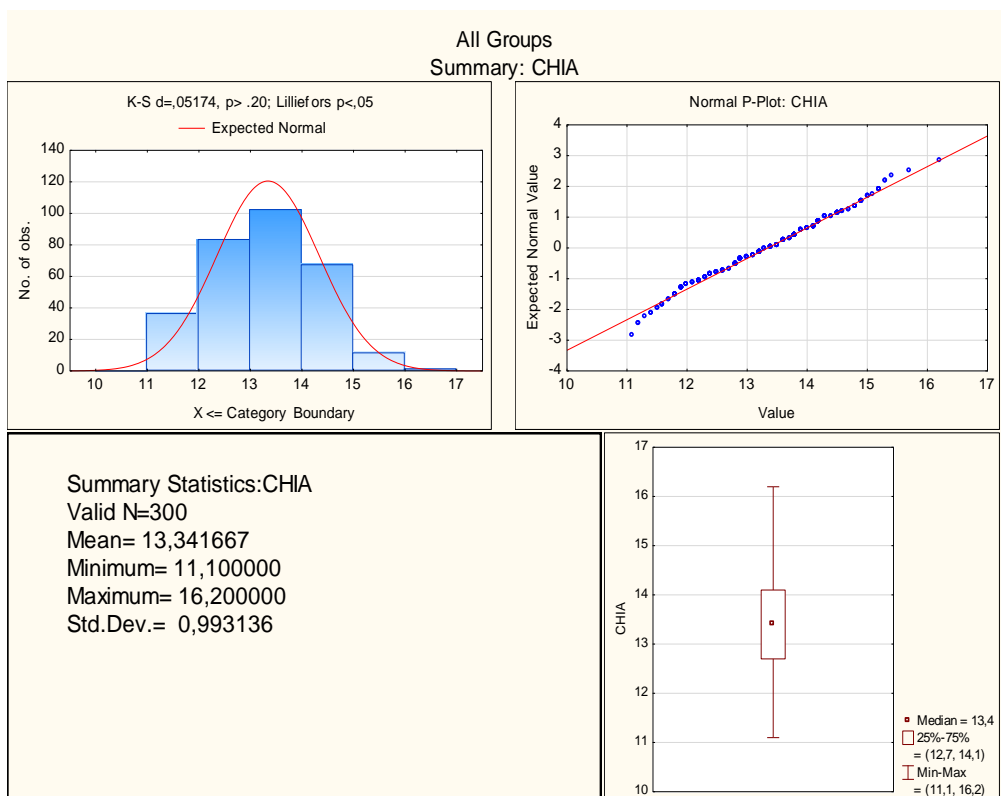 All Groups
Summary: CHIA
K-S d=,05174, p> .20; Lilliefors p<,05
Expected Normal
140
120
100
80
60
40
20
0
No. of obs.
10 11 12 13 14 15 16 17
X <= Category Boundary
Normal P-Plot: CHIA
4
3
2
1
0
-1
-2
-3
-4
Expected Normal Value
10 11 12 13 14 15 16 17
Value
Summary Statistics:CHIA
Valid N=300
Mean= 13,341667
Minimum= 11,100000
Maximum= 16,200000
Std.Dev.= 0,993136
17
16
15
14
13
12
11
10
CHIA
Median = 13,4
25%-75%
= (12,7, 14,1)
Min-Max
= (11,1, 16,2)